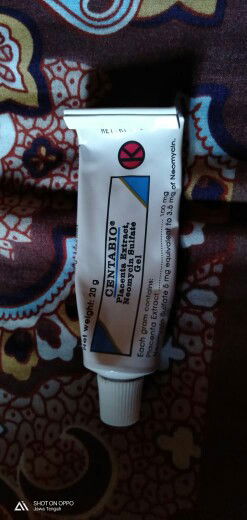 K
CENTABIO®
Placenta Extract,
Neomycin Sulfate
Gel
Net weight: 20 g
Each gram contains:
Placenta Extract 100 mg
Neomycin Sulfate 5 mg equivalent to 3.5 mg of Neomycin.
SHOT ON OPPO
Jawa Tengah